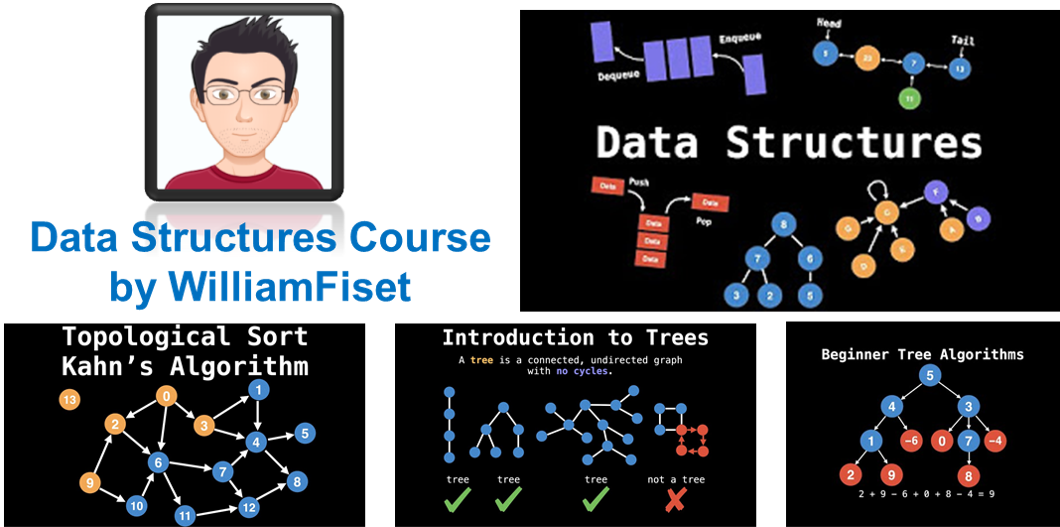 Data Structures Course
by WilliamFiset
Enqueue
Dequeue
Head
Tail
5
23
7
13
11
Data Structures
Data
Push
Data
Pop
Data
Data
Data
8
7
6
3
2
5
C
F
B
G
A
E
D
Topological Sort
Kahn's Algorithm
13
0
1
2
3
4
5
6
7
8
9
10
11
12
Introduction to Trees
A tree is a connected, undirected graph
with no cycles.
tree
tree
tree
not a tree
Beginner Tree Algorithms
5
4
3
1
-6
0
7
-4
2
9
8
2 + 9 - 6 + 0 + 8 - 4 = 9